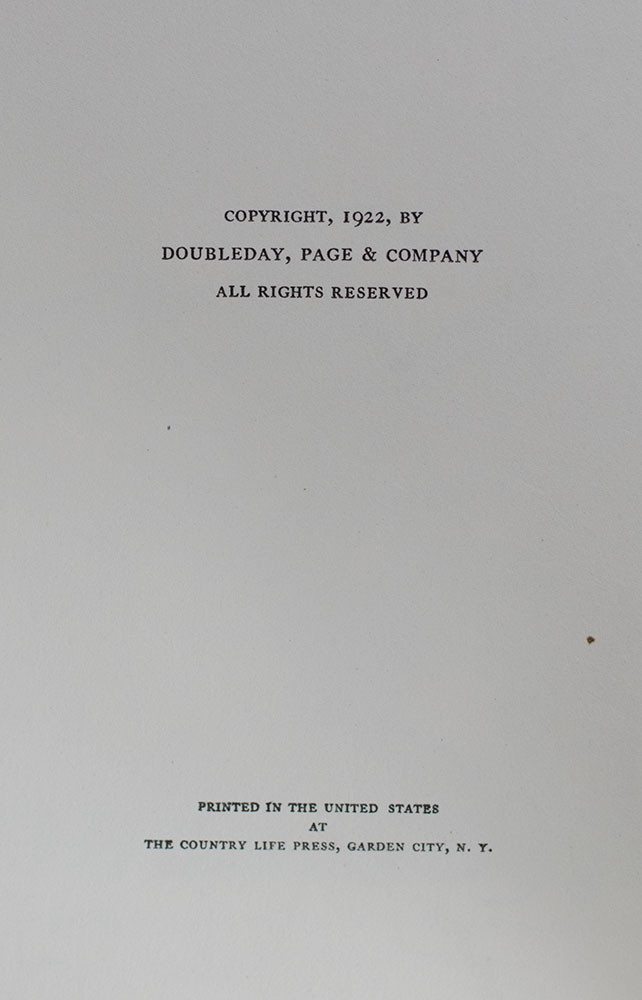 COPYRIGHT, 1922, BY
DOUBLEDAY, PAGE & COMPANY
ALL RIGHTS RESERVED
PRINTED IN THE UNITED STATES
AT
THE COUNTRY LIFE PRESS, GARDEN CITY, N. Y.